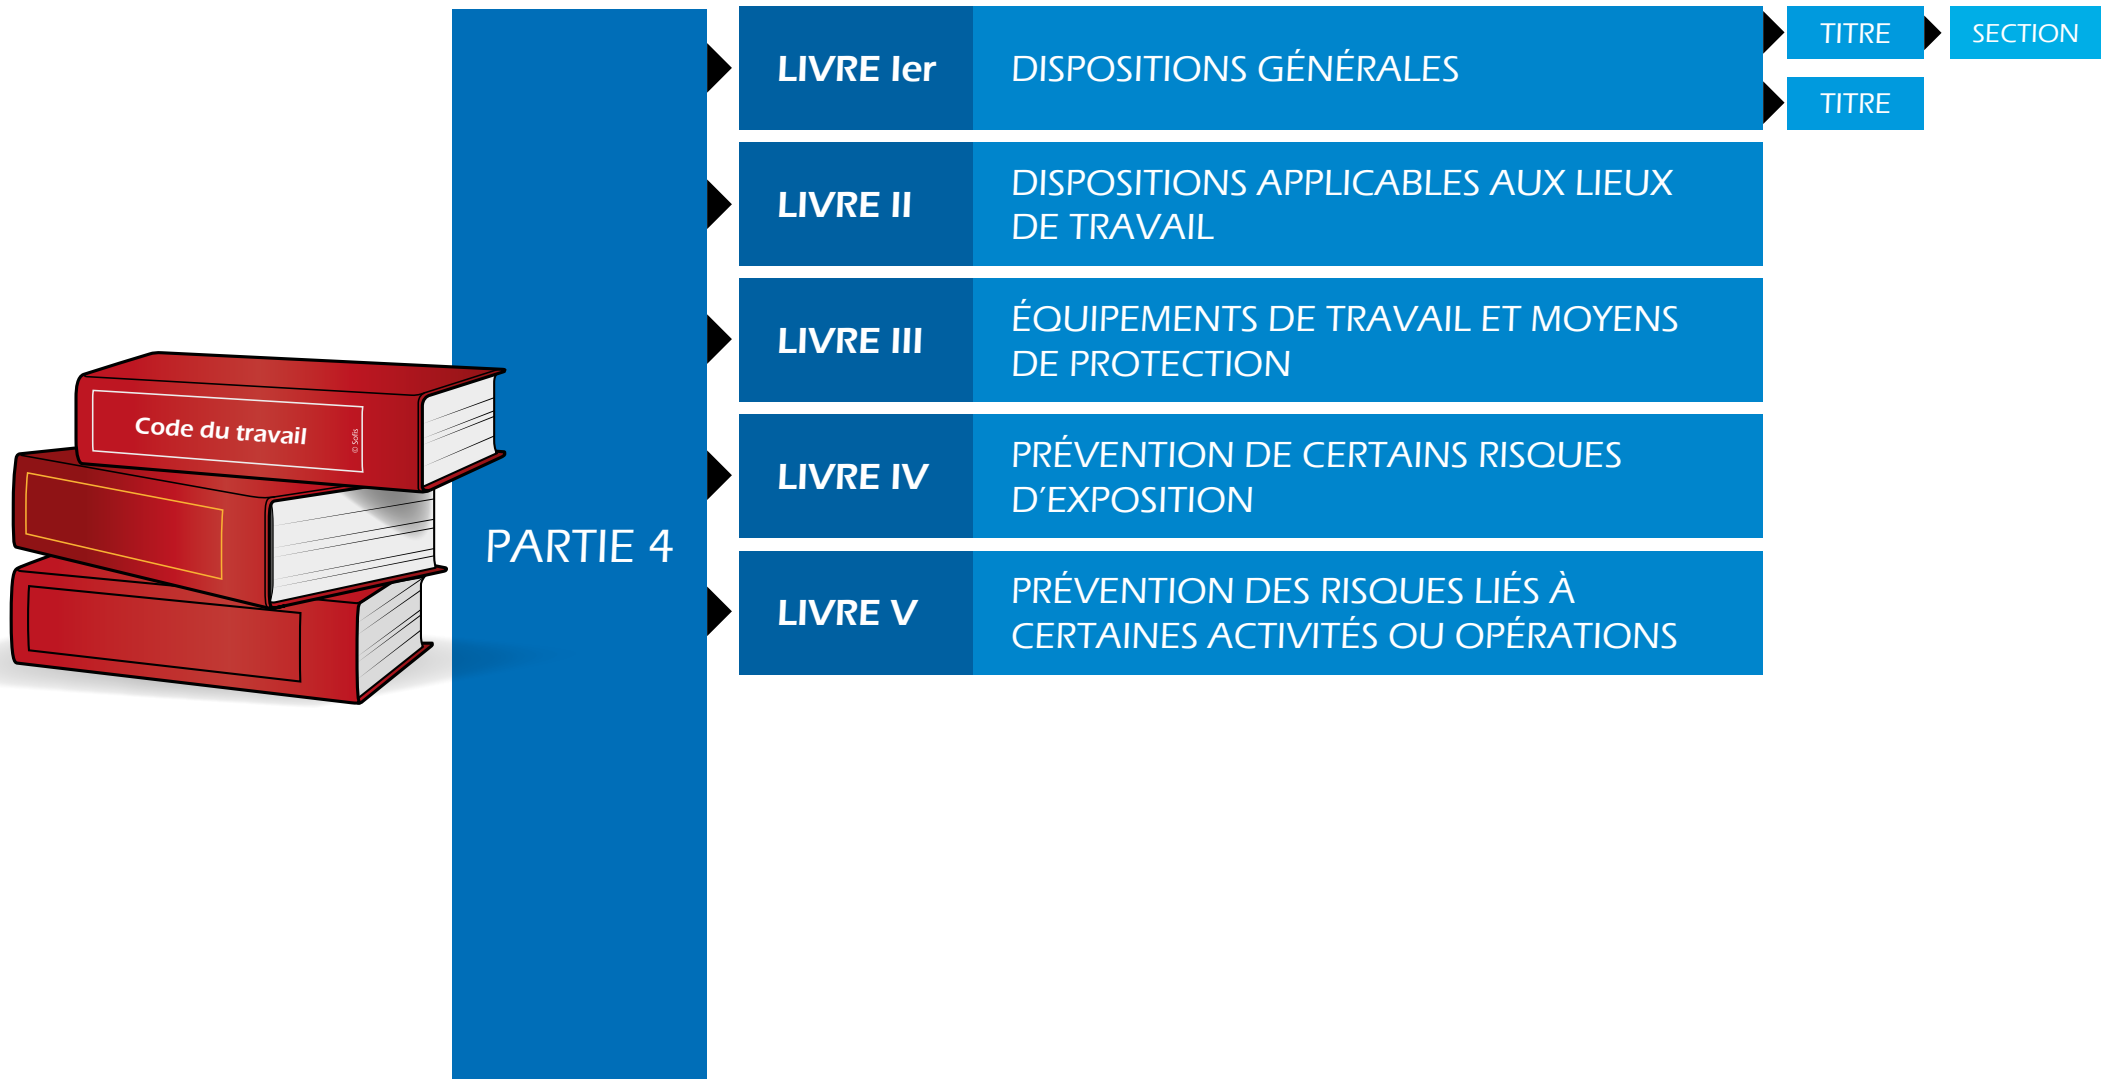 Code du travail
© Sofis
PARTIE 4
LIVRE Ier
DISPOSITIONS GÉNÉRALES
TITRE
SECTION
TITRE
LIVRE II
DISPOSITIONS APPLICABLES AUX LIEUX
DE TRAVAIL
LIVRE III
ÉQUIPEMENTS DE TRAVAIL ET MOYENS
DE PROTECTION
LIVRE IV
PRÉVENTION DE CERTAINS RISQUES
D’EXPOSITION
LIVRE V
PRÉVENTION DES RISQUES LIÉS À
CERTAINES ACTIVITÉS OU OPÉRATIONS